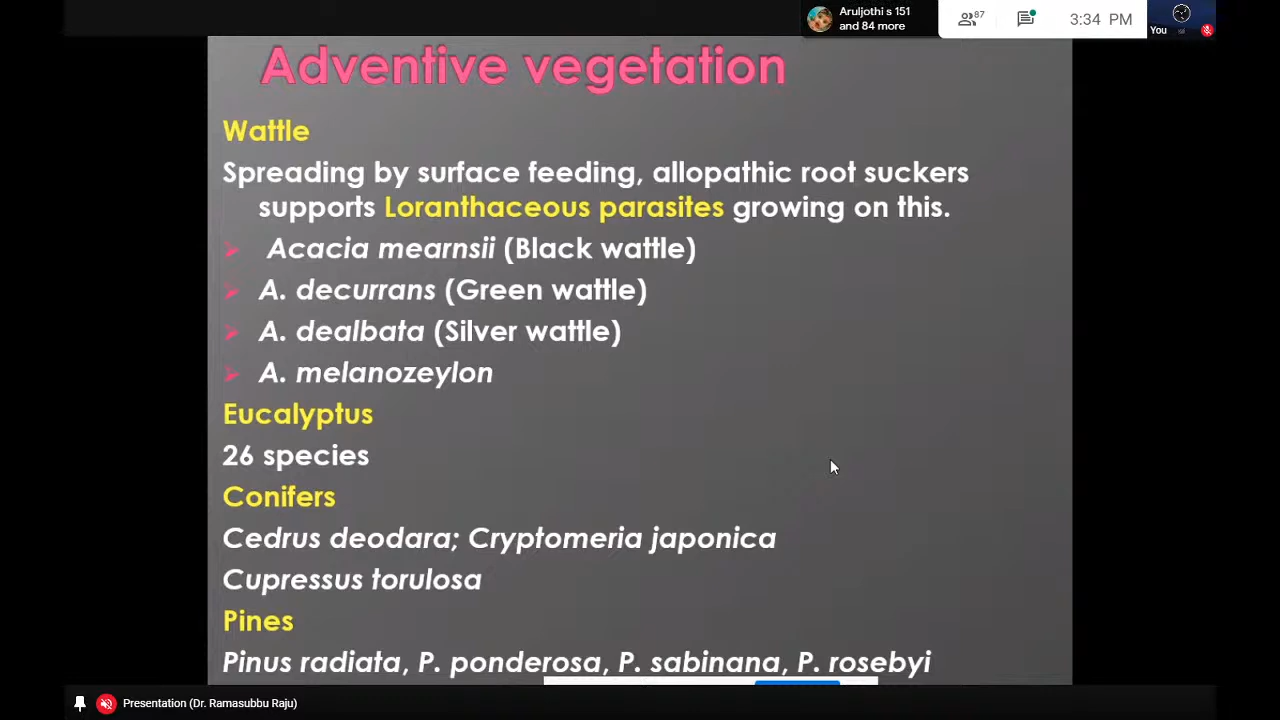 Aruljothi s 151
and 84 more
87
3:34 PM
You
Adventive vegetation
Wattle
Spreading by surface feeding, allopathic root suckers
supports Loranthaceous parasites growing on this.
Acacia mearnsii (Black wattle)
A. decurrans (Green wattle)
A. dealbata (Silver wattle)
A. melanozeylon
Eucalyptus
26 species
Conifers
Cedrus deodara; Cryptomeria japonica
Cupressus torulosa
Pines
Pinus radiata, P. ponderosa, P. sabinana, P. rosebyi
Presentation (Dr. Ramasubbu Raju)